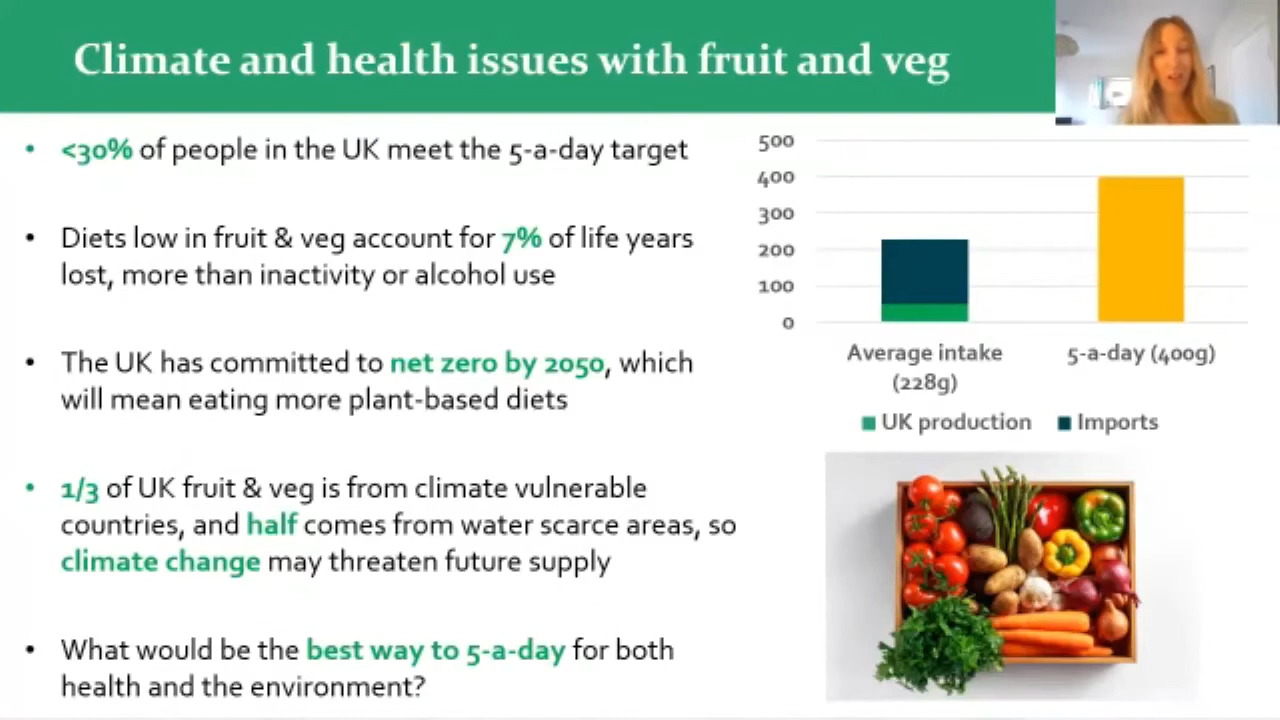 Climate and health issues with fruit and veg
• <30% of people in the UK meet the 5-a-day target
• Diets low in fruit & veg account for 7% of life years
lost, more than inactivity or alcohol use
• The UK has committed to net zero by 2050, which
will mean eating more plant-based diets
• 1/3 of UK fruit & veg is from climate vulnerable
countries, and half comes from water scarce areas, so
climate change may threaten future supply
• What would be the best way to 5-a-day for both
health and the environment?
500
400
300
200
100
0
Average intake
(228g)
5-a-day (400g)
UK production
Imports